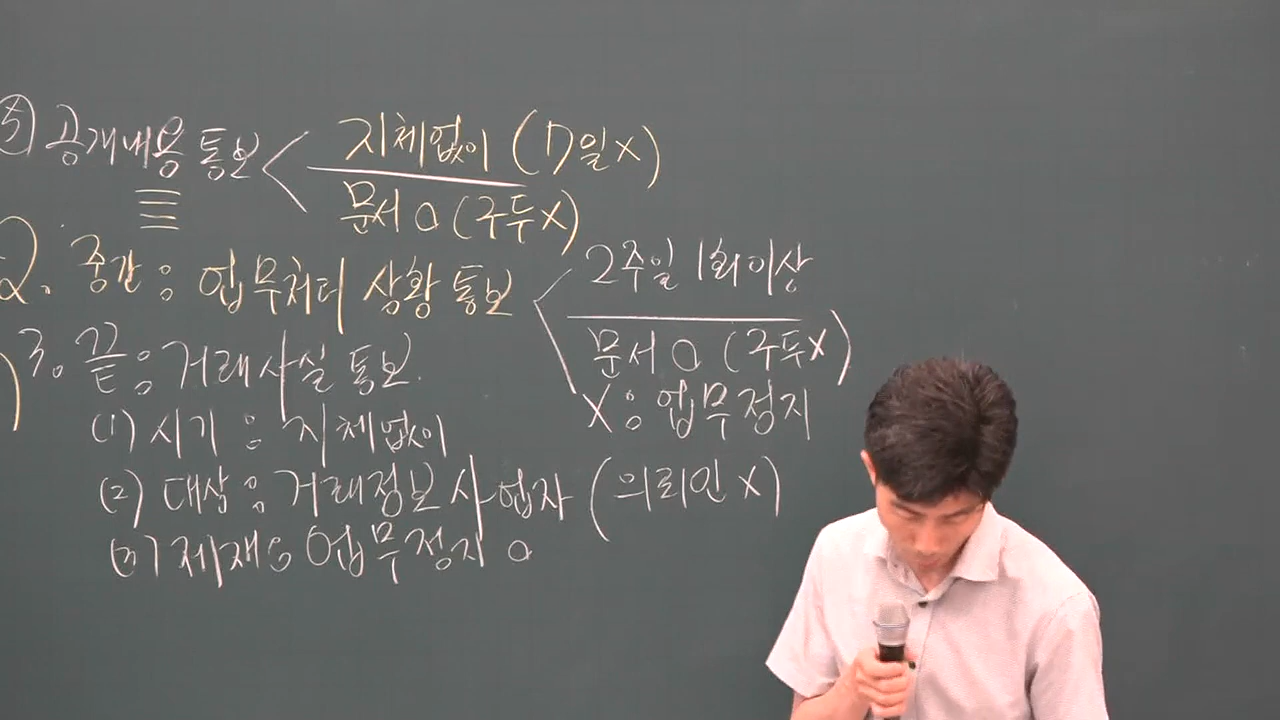 ⑤ 공개내용 통보 < 지체없이 (7일X)
문서 O (구두X)
2. 중간 : 업무처리 상황 통보 < 2주일 1회 이상
문서 O (구두X)
X : 업무정지
3. 끝 : 거래사실 통보.
(1) 시기 : 지체없이
(2) 대상 : 거래정보사업자 (의뢰인 X)
(3) 제재 : 업무정지 O